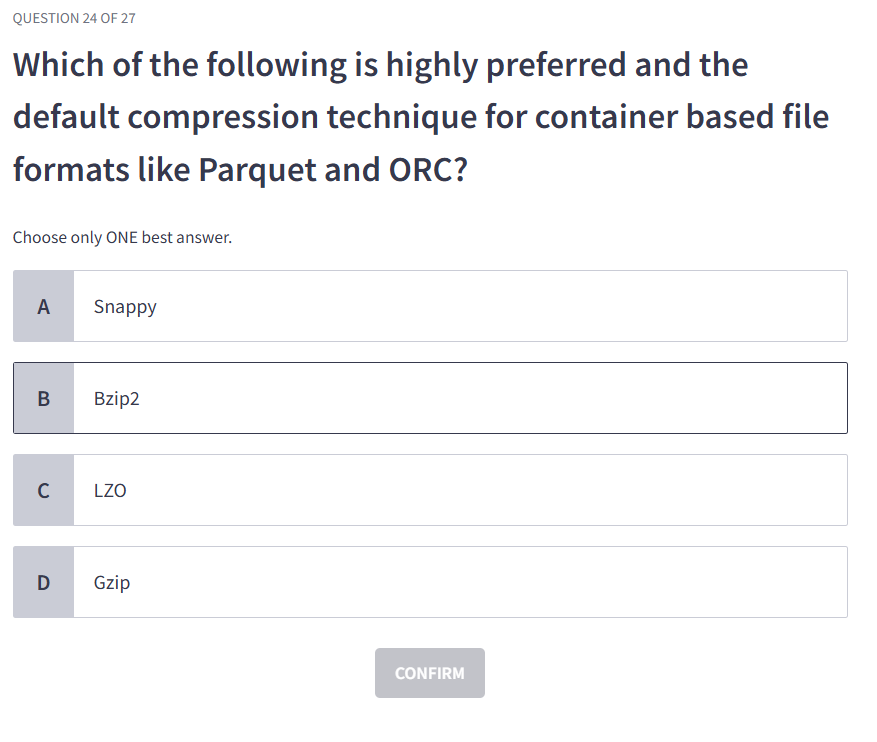 QUESTION 24 OF 27
Which of the following is highly preferred and the
default compression technique for container based file
formats like Parquet and ORC?
Choose only ONE best answer.
A Snappy
B Bzip2
C LZO
D Gzip
CONFIRM